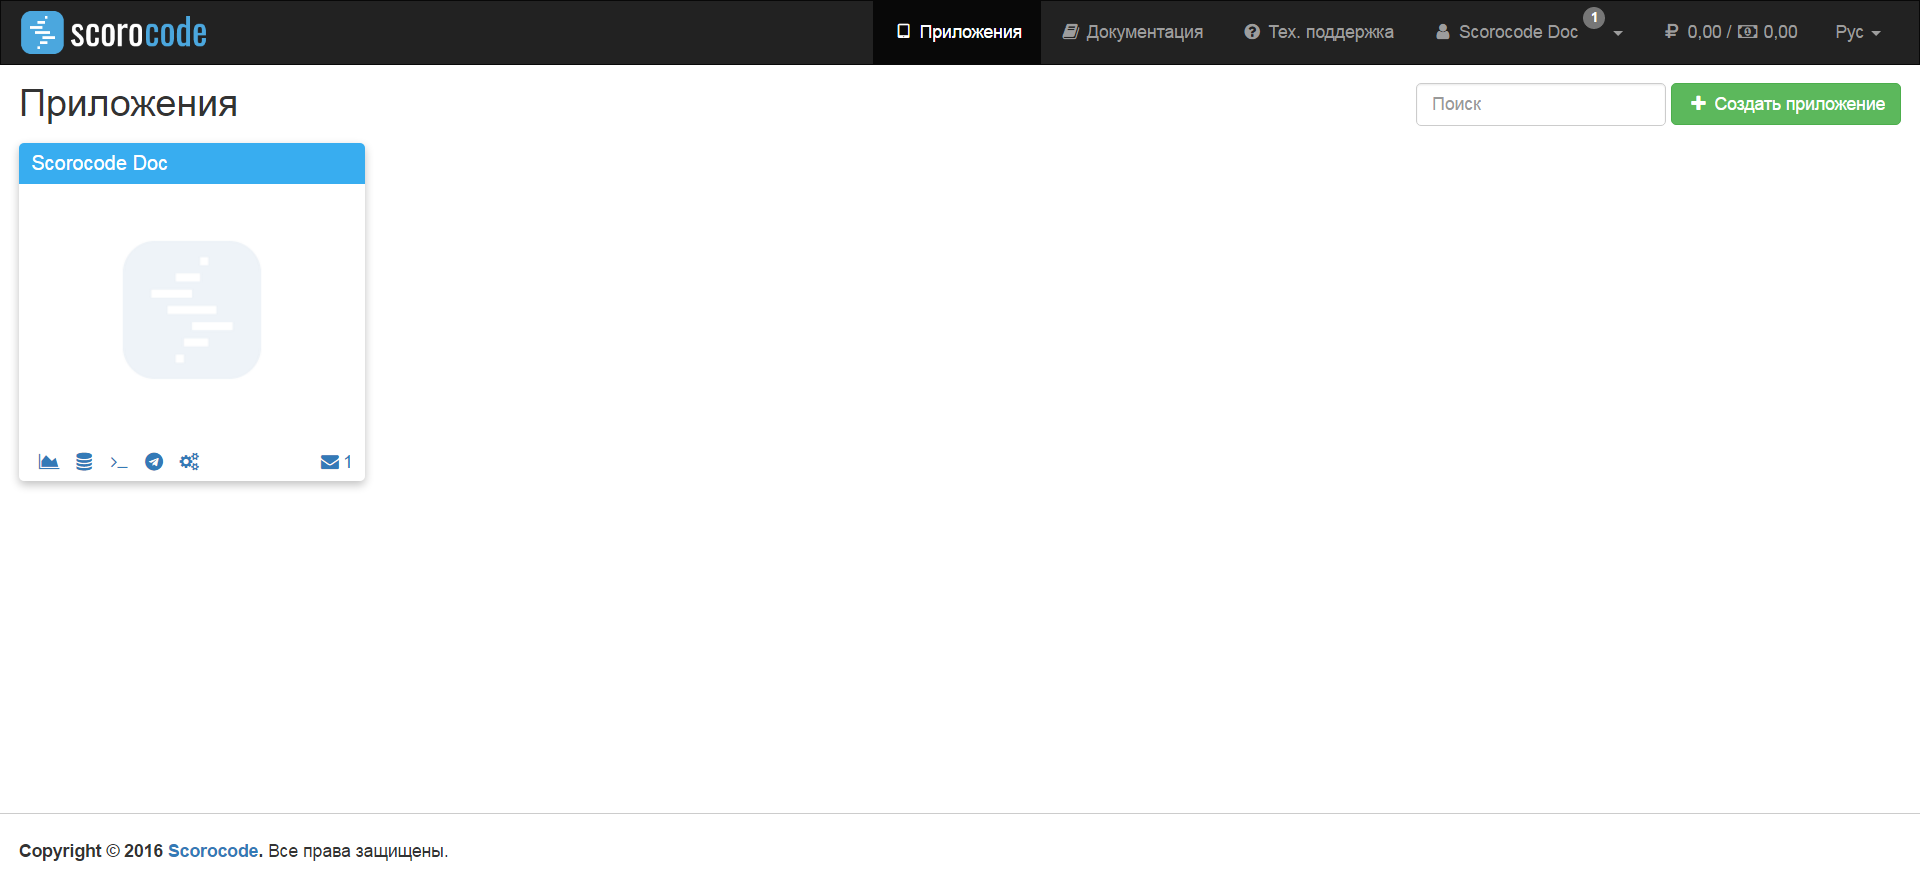 scorocode
Приложения
Документация
Тех. поддержка
Scorocode Doc
1
0,00 / 0,00
Рус
Приложения
Поиск
Создать приложение
Scorocode Doc
1
Copyright © 2016 Scorocode. Все права защищены.